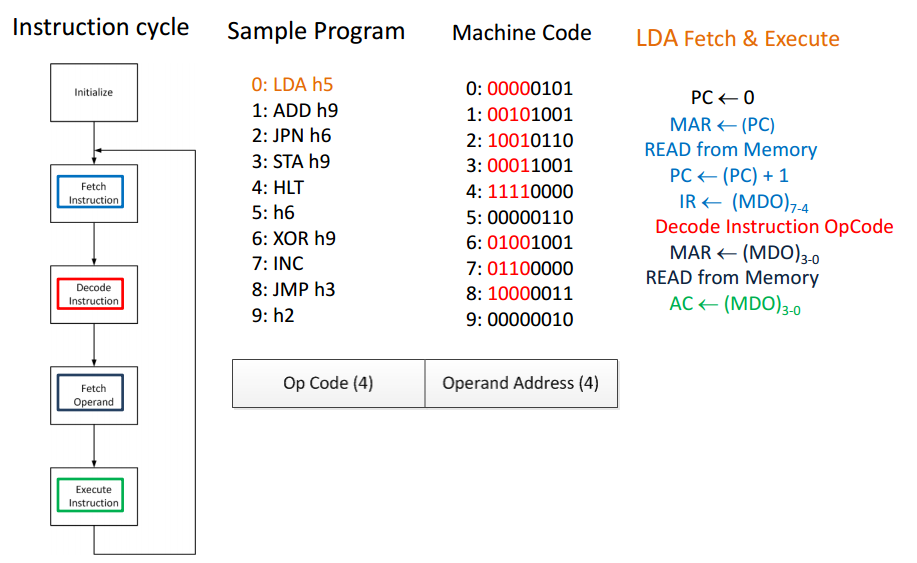 Instruction cycle
Initialize
Fetch
Instruction
Decode
Instruction
Fetch
Operand
Execute
Instruction
Sample Program
0: LDA h5
1: ADD h9
2: JPN h6
3: STA h9
4: HLT
5: h6
6: XOR h9
7: INC
8: JMP h3
9: h2
Machine Code
0: 00000101
1: 00101001
2: 10010110
3: 00011001
4: 11110000
5: 00000110
6: 01001001
7: 01100000
8: 10000011
9: 00000010
Op Code (4)
Operand Address (4)
LDA Fetch & Execute
PC ← 0
MAR ← (PC)
READ from Memory
PC ← (PC) + 1
IR ← (MDO)7-4
Decode Instruction OpCode
MAR ← (MDO)3-0
READ from Memory
AC ← (MDO)3-0